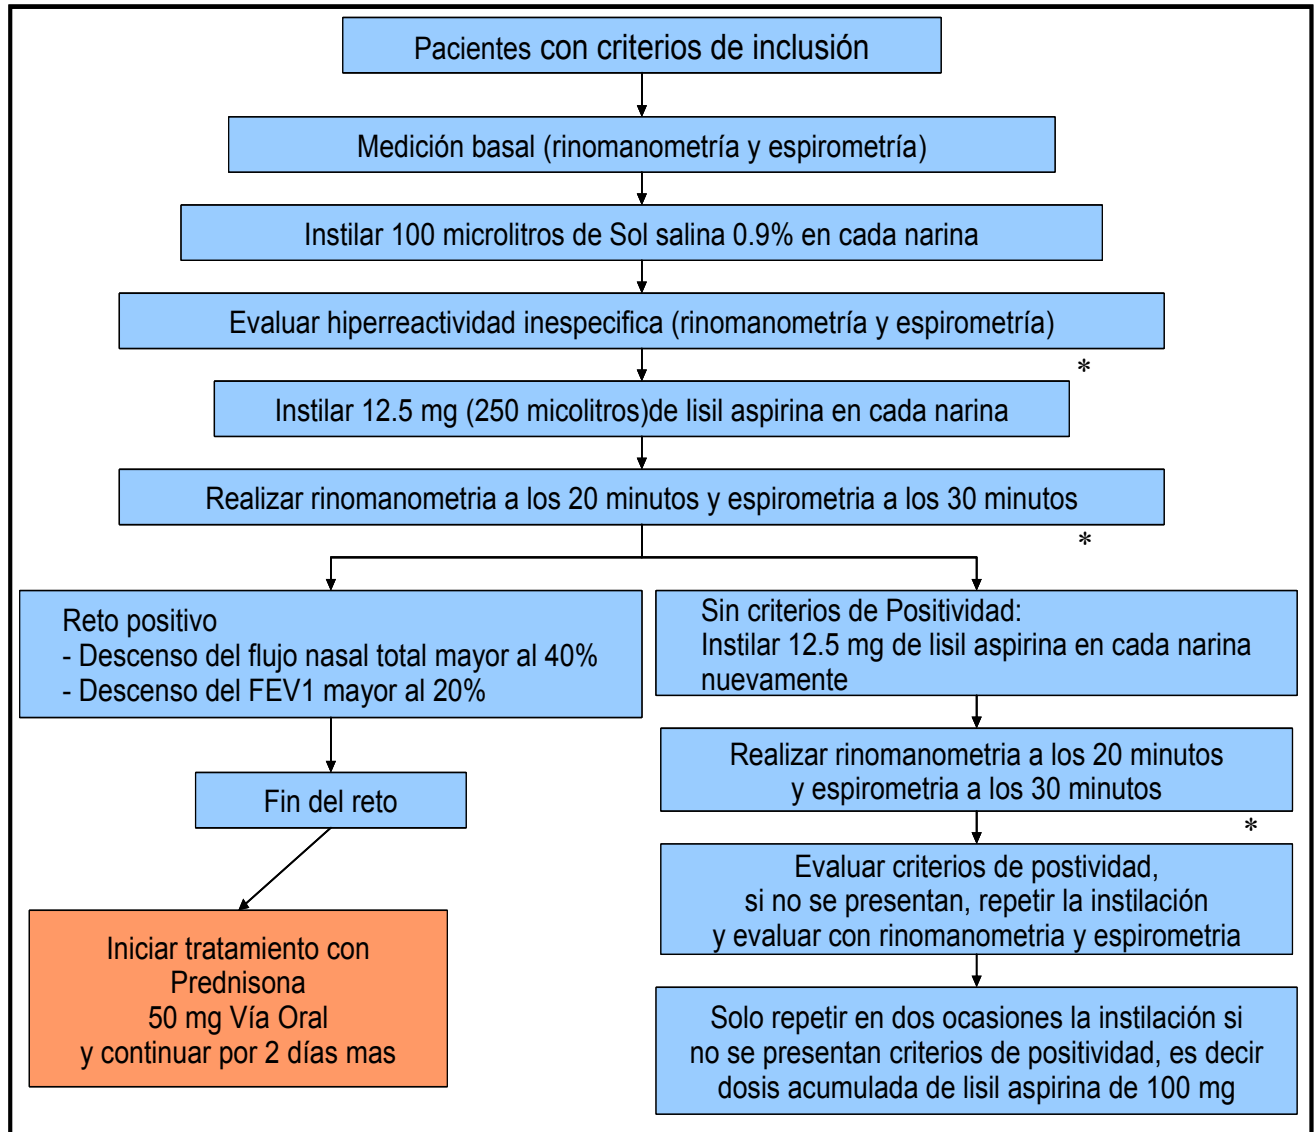 Pacientes con criterios de inclusión
Medición basal (rinomanometría y espirometría)
Instilar 100 microlitros de Sol salina 0.9% en cada narina
Evaluar hiperreactividad inespecifica (rinomanometría y espirometría)
*
Instilar 12.5 mg (250 micolitros)de lisil aspirina en cada narina
Realizar rinomanometria a los 20 minutos y espirometria a los 30 minutos
*
Reto positivo
- Descenso del flujo nasal total mayor al 40%
- Descenso del FEV1 mayor al 20%
Fin del reto
Iniciar tratamiento con
Prednisona
50 mg Vía Oral
y continuar por 2 días mas
Sin criterios de Positividad:
Instilar 12.5 mg de lisil aspirina en cada narina
nuevamente
Realizar rinomanometria a los 20 minutos
y espirometria a los 30 minutos
*
Evaluar criterios de postividad,
si no se presentan, repetir la instilación
y evaluar con rinomanometria y espirometria
Solo repetir en dos ocasiones la instilación si
no se presentan criterios de positividad, es decir
dosis acumulada de lisil aspirina de 100 mg